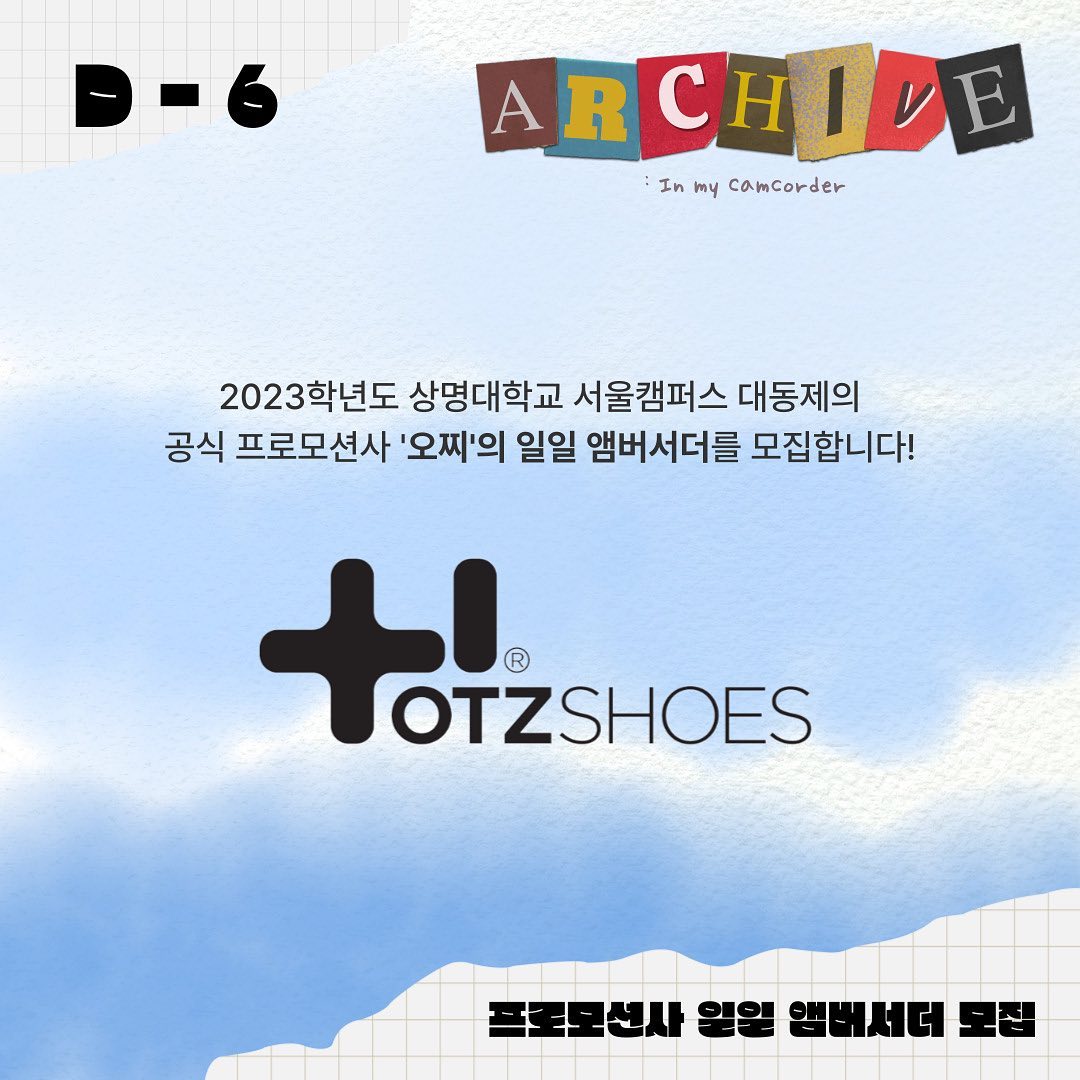 D-6
ARCHIVE
: In my camcorder
2023학년도 상명대학교 서울캠퍼스 대동제의
공식 프로모션사 '오찌'의 일일 앰버서더를 모집합니다!
®
OTZSHOES
프로모션사 일일 앰버서더 모집